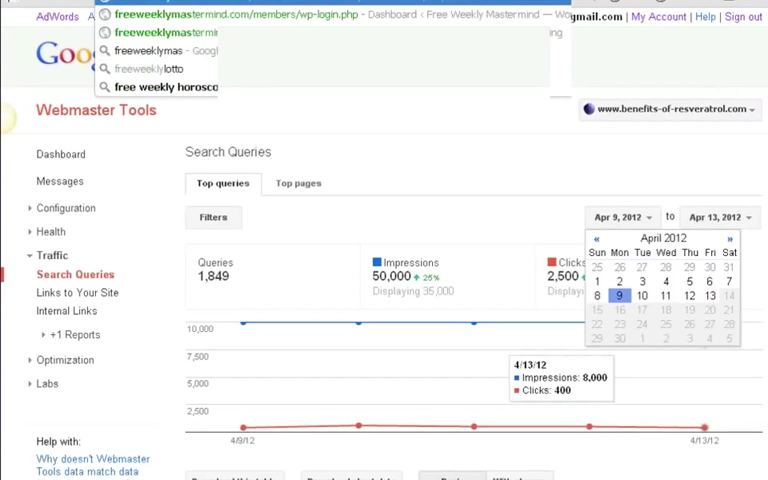 freeweeklymastermind.com/members/wp-login.php - Dashboard ‹ Free Weekly Mastermind — Wo
gmail.com | My Account | Help | Sign out
AdWords
freeweeklymastermin
freeweeklymas - Googl
freeweeklylotto
free weekly horosco
Goo
Webmaster Tools
www.benefits-of-resveratrol.com
Dashboard
Messages
Configuration
Health
Traffic
Search Queries
Links to Your Site
Internal Links
+1 Reports
Optimization
Labs
Help with:
Why doesn't Webmaster
Tools data match data
Search Queries
Top queries Top pages
Filters
Apr 9, 2012 to Apr 13, 2012
« April 2012 »
Sun Mon Tue Wed Thu Fri Sat
25 26 27 28 29 30 31
1 2 3 4 5 6 7
8 9 10 11 12 13 14
15 16 17 18 19 20 21
22 23 24 25 26 27 28
29 30 1 2 3 4 5
Queries
1,849
Impressions
50,000 25%
Displaying 35,000
Clicks
2,500
Displayi
10,000
7,500
5,000
2,500
4/13/12
Impressions: 8,000
Clicks: 400
4/9/12 4/13/12